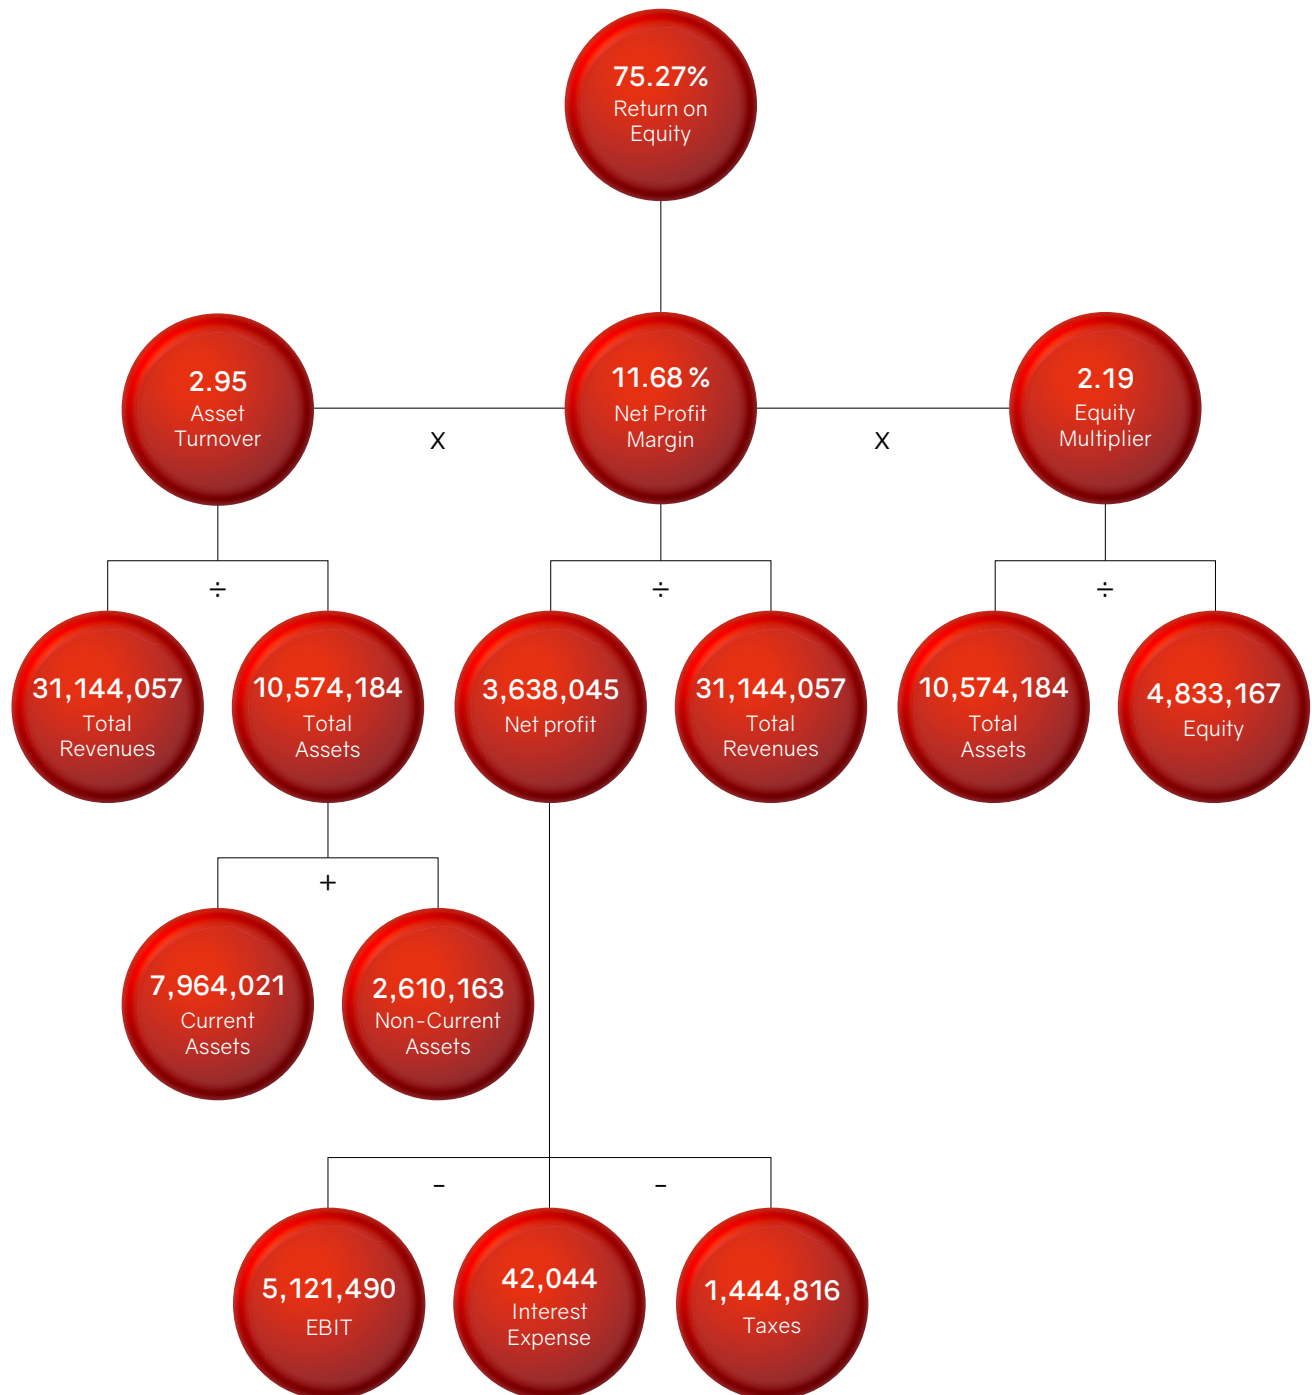 75.27%
Return on
Equity
2.95
Asset
Turnover
X
11.68 %
Net Profit
Margin
X
2.19
Equity
Multiplier
÷
÷
÷
31,144,057
Total
Revenues
10,574,184
Total
Assets
3,638,045
Net profit
31,144,057
Total
Revenues
10,574,184
Total
Assets
4,833,167
Equity
+
7,964,021
Current
Assets
2,610,163
Non-Current
Assets
-
-
5,121,490
EBIT
42,044
Interest
Expense
1,444,816
Taxes